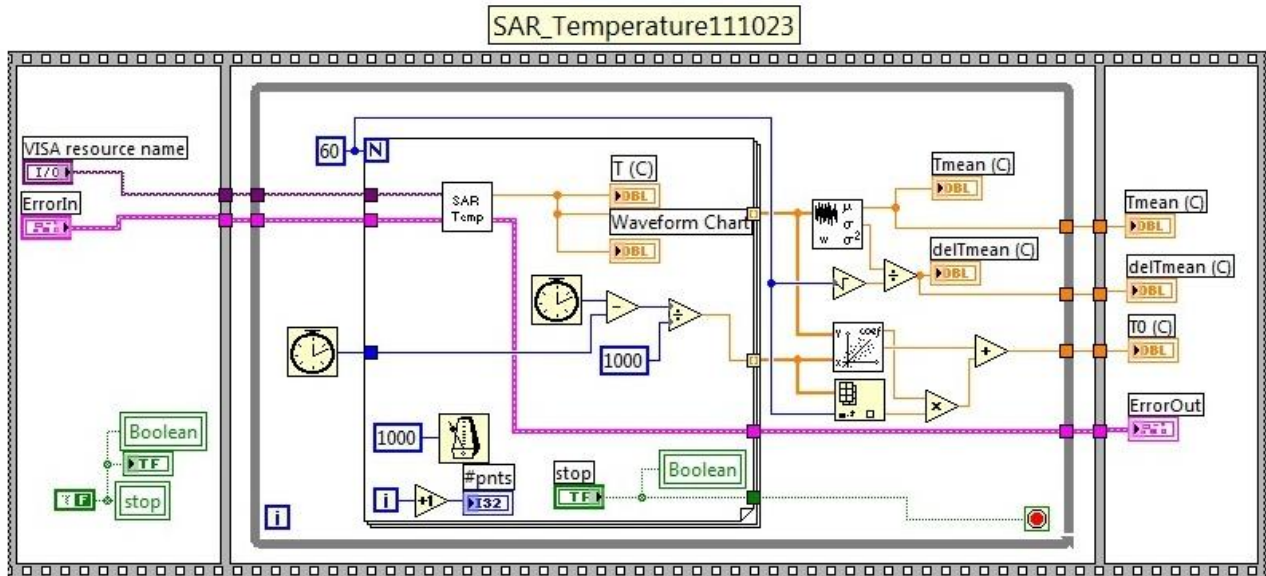 SAR_Temperature111023
VISA resource name
I/O
ErrorIn
60
N
SAR
Temp
T (C)
DBL
Waveform Chart
DBL
1000
1000
i
+1
#pnts
I32
stop
TF
Boolean
Boolean
TF
F
stop
i
μ
σ
w σ²
Tmean (C)
DBL
delTmean (C)
DBL
Y coef
X
Tmean (C)
DBL
delTmean (C)
DBL
T0 (C)
DBL
ErrorOut